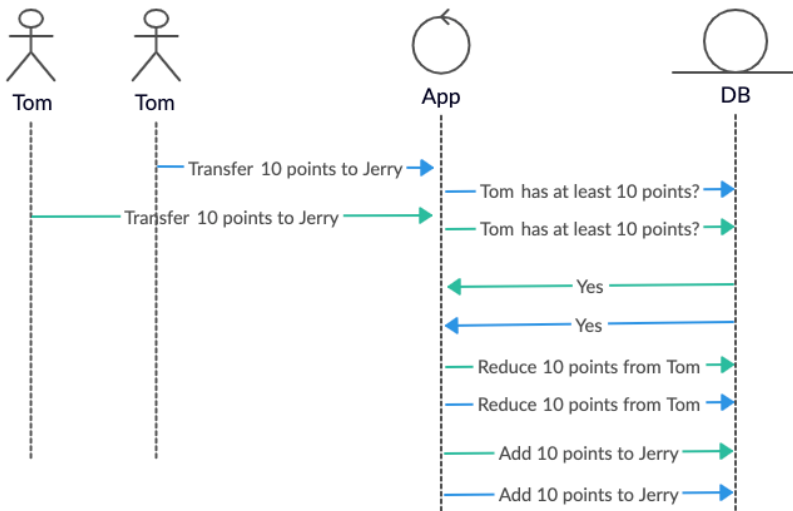 Tom
Tom
App
DB
Transfer 10 points to Jerry
Tom has at least 10 points?
Transfer 10 points to Jerry
Tom has at least 10 points?
Yes
Yes
Reduce 10 points from Tom
Reduce 10 points from Tom
Add 10 points to Jerry
Add 10 points to Jerry